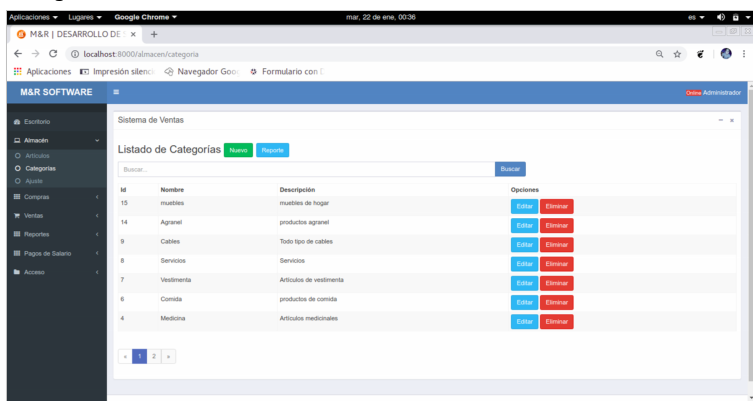 Aplicaciones Lugares Google Chrome mar, 22 de ene, 00:36 es
M&R | DESARROLLO DE S × +
localhost:8000/almacen/categoria
Aplicaciones Impresión silenci Navegador Goog Formulario con
M&R SOFTWARE Online Administrador
Escritorio
Almacén
Artículos
Categorías
Ajuste
Compras
Ventas
Reportes
Pagos de Salario
Acceso
Sistema de Ventas
Listado de Categorías Nuevo Reporte
Buscar... Buscar
Id Nombre Descripción Opciones
15 muebles muebles de hogar Editar Eliminar
14 Agranel productos agranel Editar Eliminar
9 Cables Todo tipo de cables Editar Eliminar
8 Servicios Servicios Editar Eliminar
7 Vestimenta Artículos de vestimenta Editar Eliminar
6 Comida productos de comida Editar Eliminar
4 Medicina Artículos medicinales Editar Eliminar
« 1 2 »